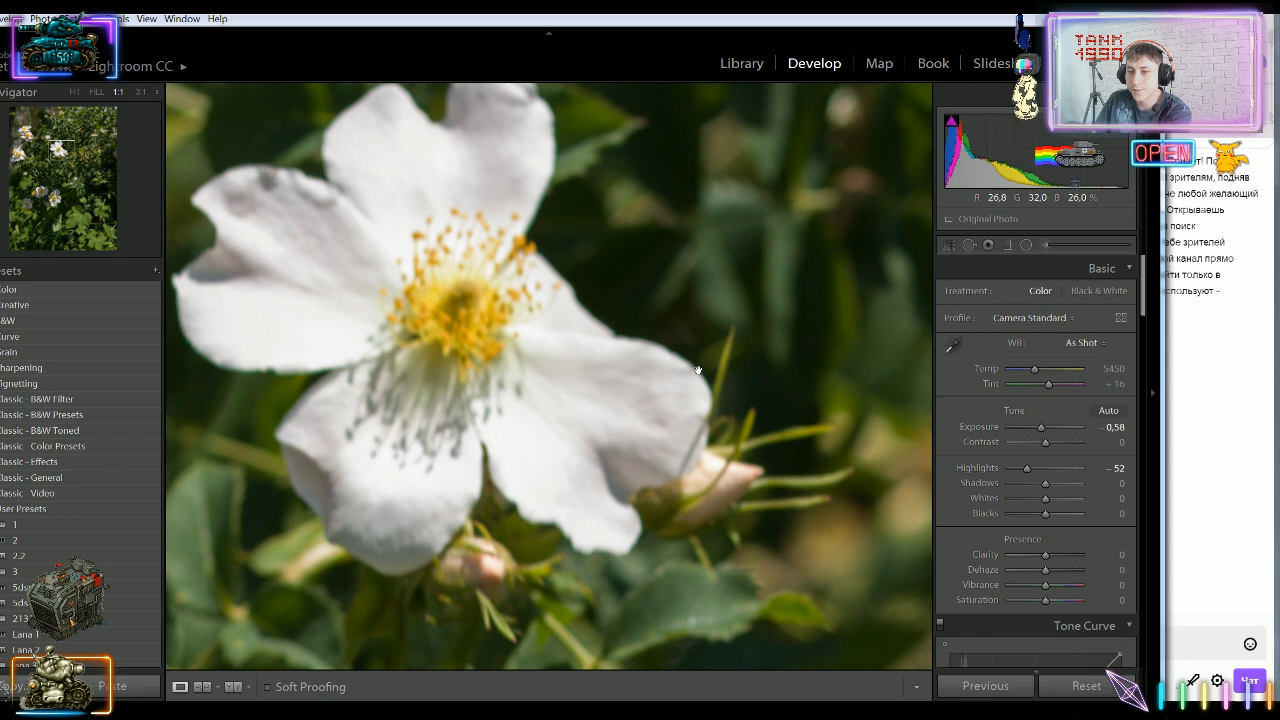 View Window Help
TANK
1990
ghtroom CC
Library
Develop
Map
Book
Slidesh
vigator
FIT
FILL
1:1
3:1
OPEN
зрителям, подняв
не любой желающий
Открываешь
поиск
ебе зрителей
ой канал прямо
йти только в
спользуют –
R 26,8 G 32,0 B 26,0 %
Original Photo
Basic
Treatment :
Color
Black & White
Profile :
Camera Standard
WB :
As Shot
Temp
5450
Tint
+ 16
Tone
Auto
Exposure
– 0,58
Contrast
0
Highlights
– 52
Shadows
0
Whites
0
Blacks
0
Presence
Clarity
0
Dehaze
0
Vibrance
0
Saturation
0
Tone Curve
Previous
Reset
Чат
esets
olor
reative
&W
urve
rain
harpening
ignetting
lassic - B&W Filter
lassic - B&W Presets
lassic - B&W Toned
lassic - Color Presets
lassic - Effects
lassic - General
lassic - Video
ser Presets
1
2
2.2
3
5ds
5ds
213
Lana 1
Paste
Soft Proofing